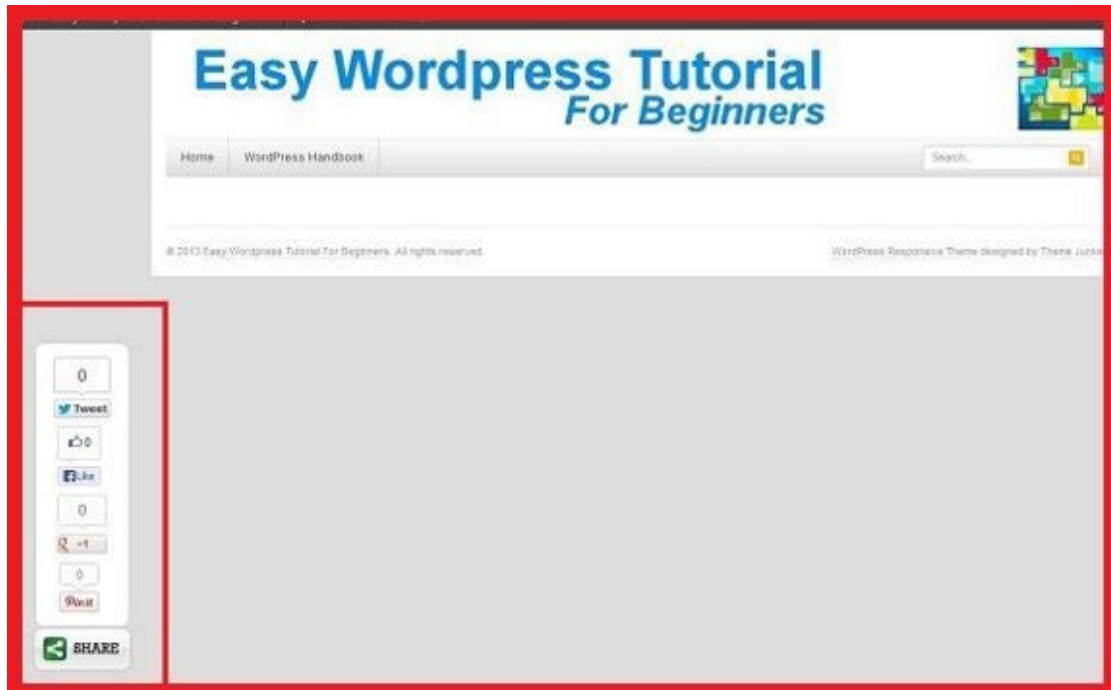 Easy Wordpress Tutorial
For Beginners
Home WordPress Handbook Search..
© 2013 Easy Wordpress Tutorial For Beginners. All rights reserved. WordPress Responsive Theme designed by Theme Junkie
0
Tweet
0
Like
0
+1
0
Pin it
SHARE